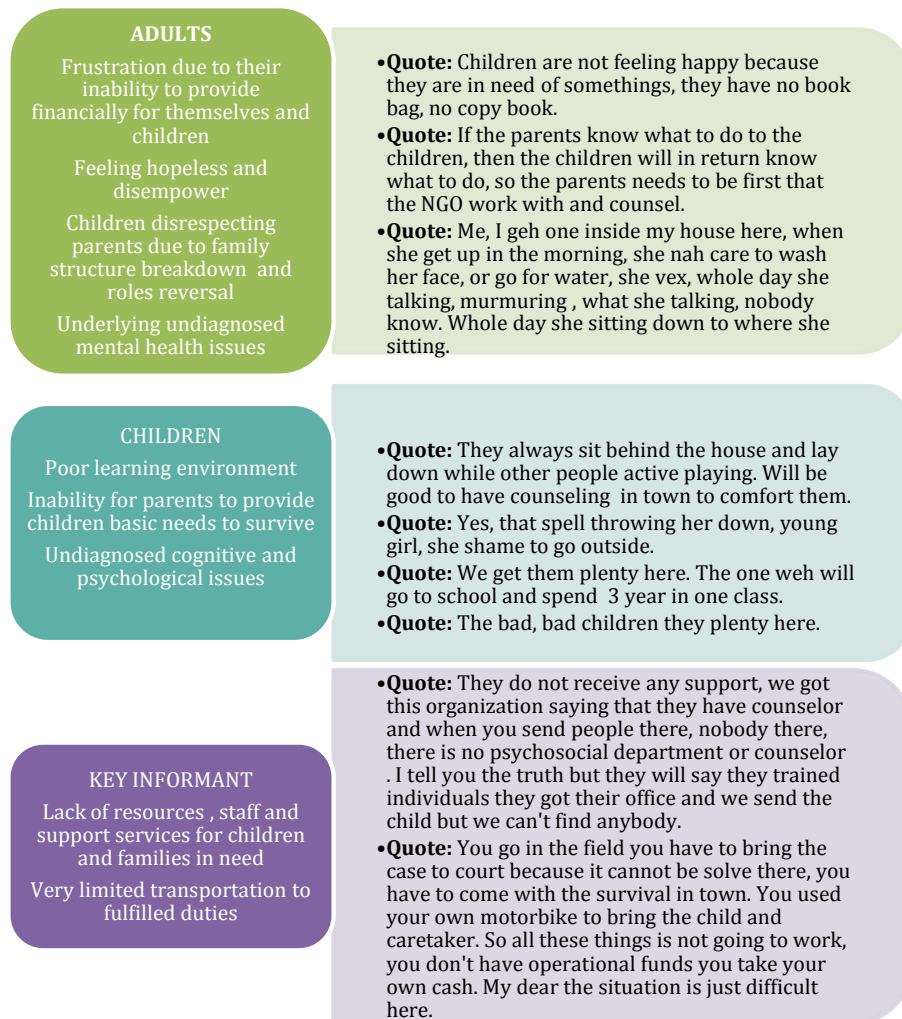 ADULTS
Frustration due to their
inability to provide
financially for themselves and
children
Feeling hopeless and
disempower
Children disrespecting
parents due to family
structure breakdown and
roles reversal
Underlying undiagnosed
mental health issues
•Quote: Children are not feeling happy because
they are in need of somethings, they have no book
bag, no copy book.
•Quote: If the parents know what to do to the
children, then the children will in return know
what to do, so the parents needs to be first that
the NGO work with and counsel.
•Quote: Me, I geh one inside my house here, when
she get up in the morning, she nah care to wash
her face, or go for water, she vex, whole day she
talking, murmuring , what she talking, nobody
know. Whole day she sitting down to where she
sitting.
CHILDREN
Poor learning environment
Inability for parents to provide
children basic needs to survive
Undiagnosed cognitive and
psychological issues
•Quote: They always sit behind the house and lay
down while other people active playing. Will be
good to have counseling in town to comfort them.
•Quote: Yes, that spell throwing her down, young
girl, she shame to go outside.
•Quote: We get them plenty here. The one weh will
go to school and spend 3 year in one class.
•Quote: The bad, bad children they plenty here.
KEY INFORMANT
Lack of resources , staff and
support services for children
and families in need
Very limited transportation to
fulfilled duties
•Quote: They do not receive any support, we got
this organization saying that they have counselor
and when you send people there, nobody there,
there is no psychosocial department or counselor
. I tell you the truth but they will say they trained
individuals they got their office and we send the
child but we can't find anybody.
•Quote: You go in the field you have to bring the
case to court because it cannot be solve there, you
have to come with the survival in town. You used
your own motorbike to bring the child and
caretaker. So all these things is not going to work,
you don't have operational funds you take your
own cash. My dear the situation is just difficult
here.